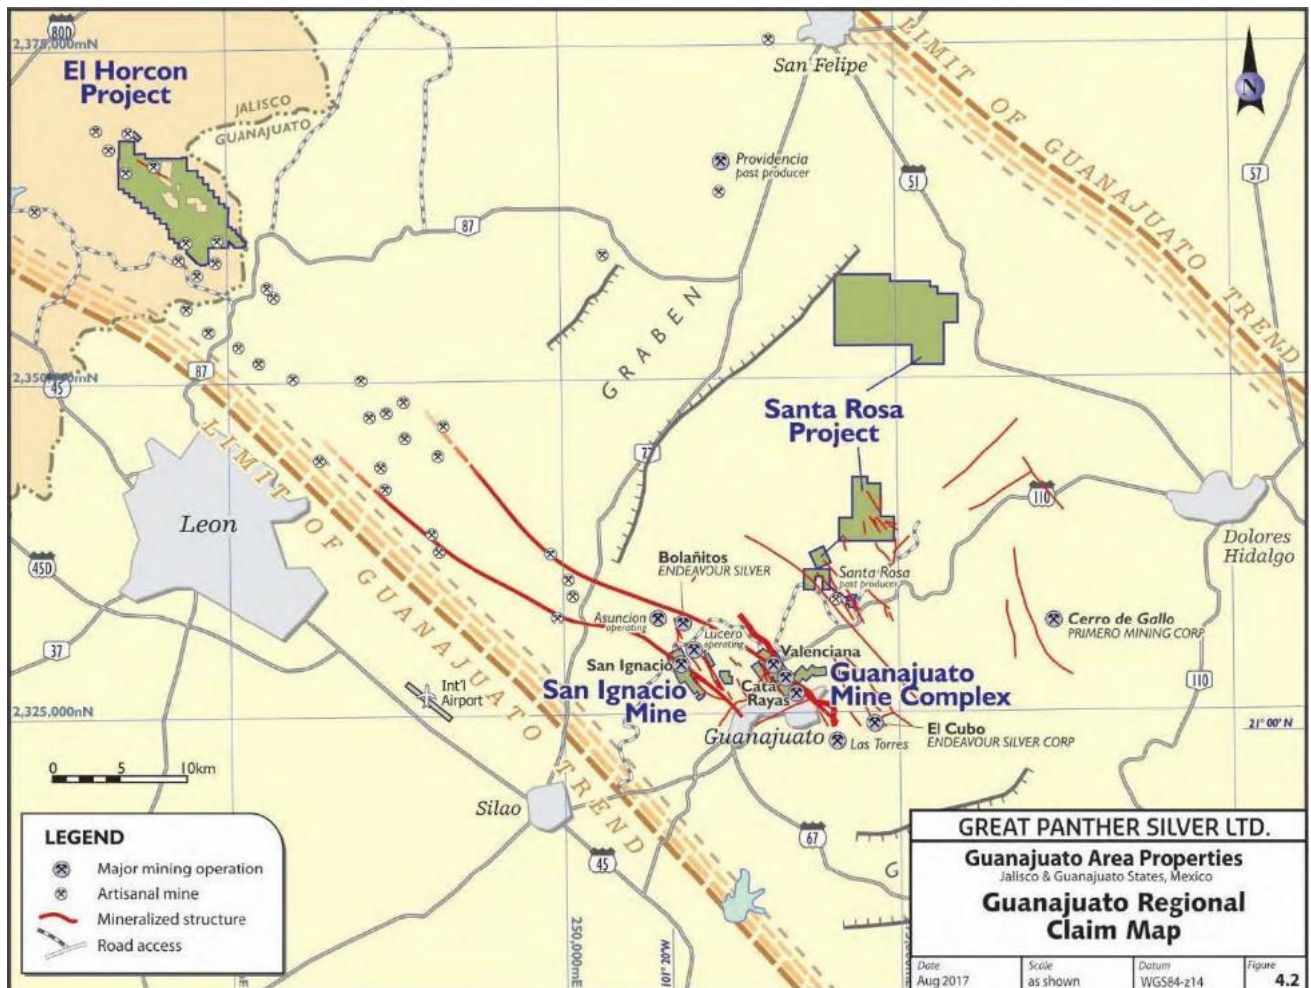 80D
2,375,000mN
El Horcon
Project
JALISCO
GUANAJUATO
San Felipe
LIMIT OF GUANAJUATO TREND
N
Providencia
past producer
51
57
87
GRABEN
2,350,000mN
45
87
Santa Rosa
Project
77
LIMIT OF GUANAJUATO TREND
Leon
110
Dolores
Hidalgo
45D
Bolañitos
ENDEAVOUR SILVER
Santa Rosa
past producer
Asuncion
operating
Lucero
operating
Cerro de Gallo
PRIMERO MINING CORP
37
San Ignacio
Valenciana
San Ignacio
Mine
Cata
Rayas
Guanajuato
Mine Complex
Int'l
Airport
110
2,325,000nN
Guanajuato
Las Torres
El Cubo
ENDEAVOUR SILVER CORP
21° 00' N
0 5 10km
Silao
67
45
G
250,000mE
101° 20'W
LEGEND
Major mining operation
Artisanal mine
Mineralized structure
Road access
GREAT PANTHER SILVER LTD.
Guanajuato Area Properties
Jalisco & Guanajuato States, Mexico
Guanajuato Regional
Claim Map
Date
Aug 2017
Scale
as shown
Datum
WGS84-z14
Figure
4.2